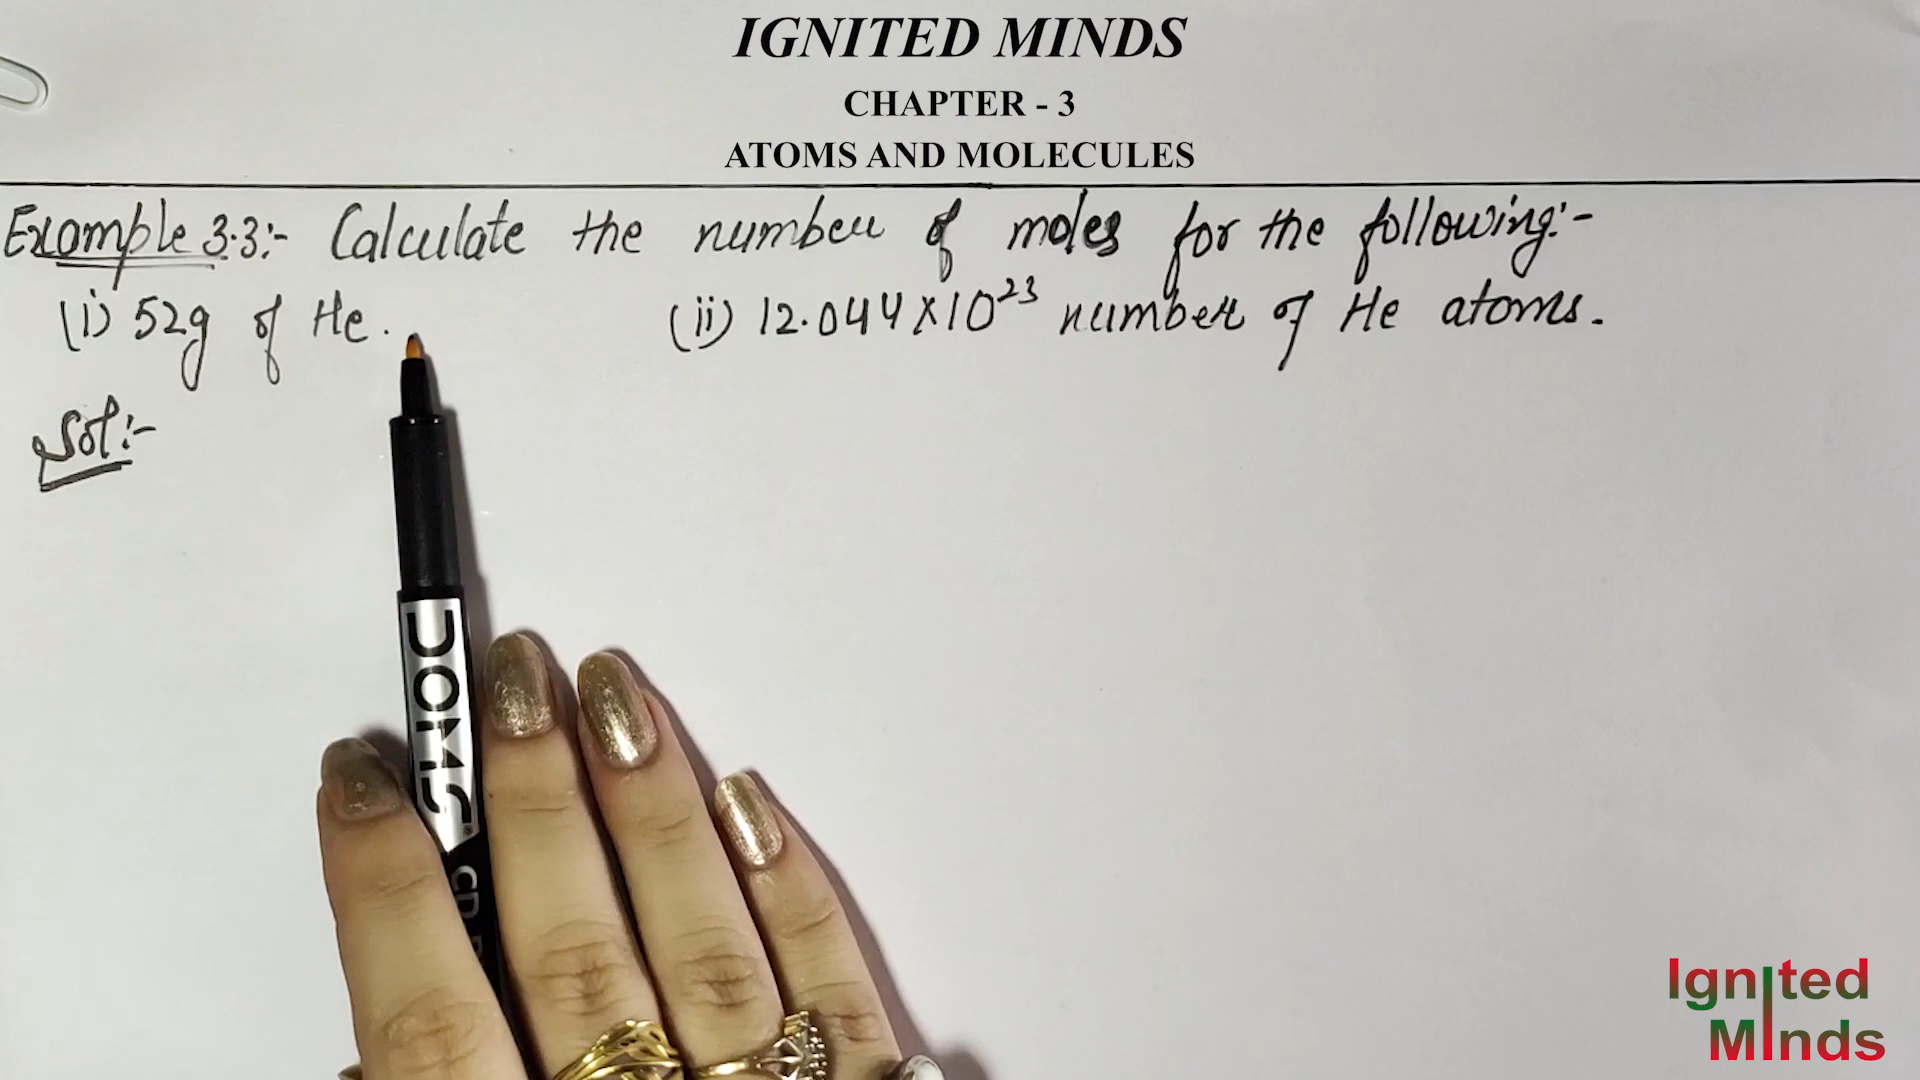 IGNITED MINDS
CHAPTER - 3
ATOMS AND MOLECULES
Example 3.3:- Calculate the number of moles for the following:-
(i) 52g of He. (ii) 12.044×10²³ number of He atoms.
Sol:-
DOMS
CD
Ignited
Minds